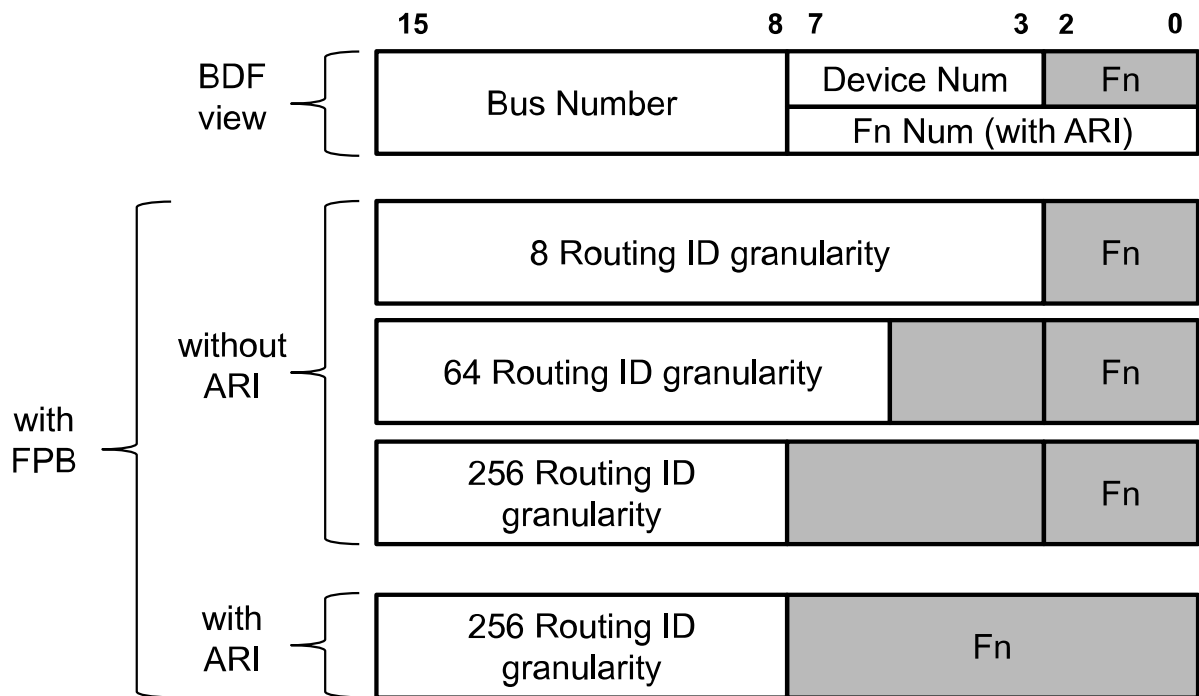 15 8 7 3 2 0
BDF
view
Bus Number
Device Num
Fn
Fn Num (with ARI)
with
FPB
without
ARI
8 Routing ID granularity
Fn
64 Routing ID granularity
Fn
256 Routing ID
granularity
Fn
with
ARI
256 Routing ID
granularity
Fn